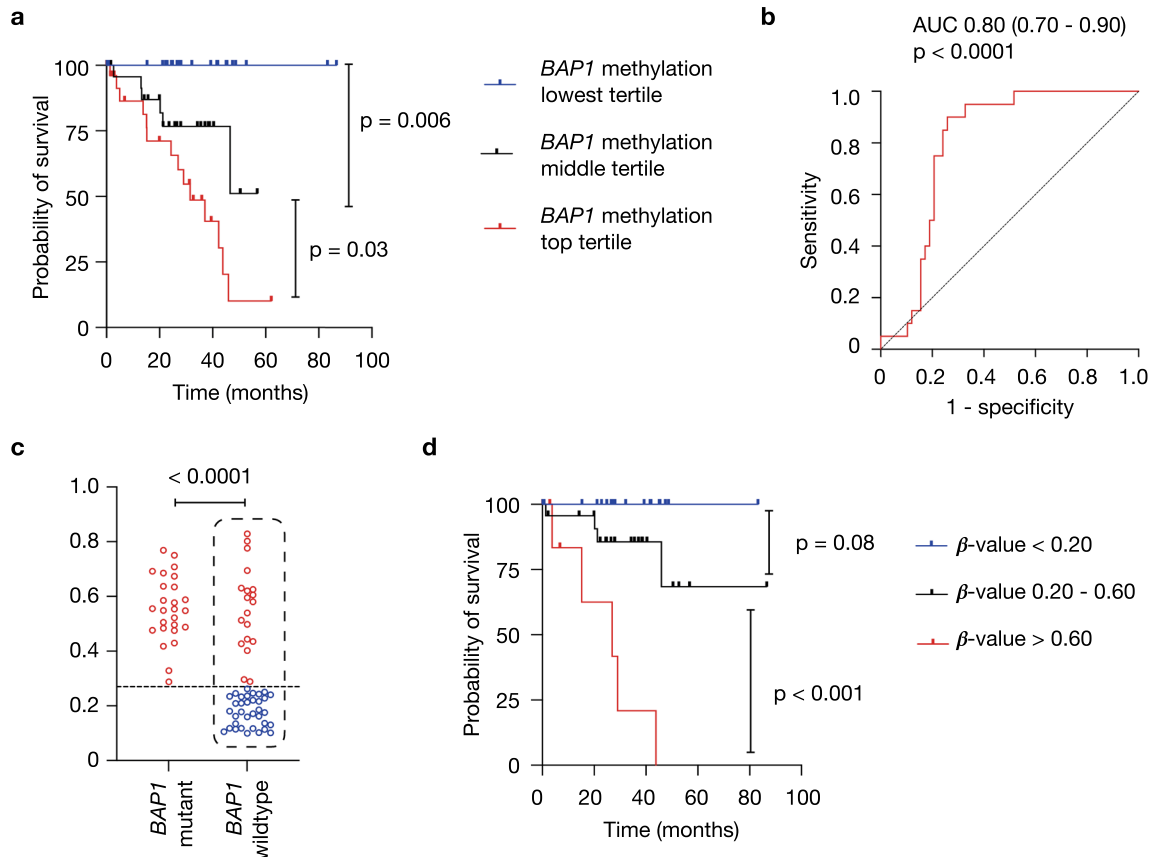 a
100
75
50
25
0
0 20 40 60 80 100
Probability of survival
Time (months)
p = 0.006
p = 0.03
BAP1 methylation
lowest tertile
BAP1 methylation
middle tertile
BAP1 methylation
top tertile
b
AUC 0.80 (0.70 - 0.90)
p < 0.0001
1.0
0.8
0.6
0.4
0.2
0
0 0.2 0.4 0.6 0.8 1.0
Sensitivity
1 - specificity
c
< 0.0001
1.0
0.8
0.6
0.4
0.2
0
BAP1
mutant
BAP1
wildtype
d
100
75
50
25
0
0 20 40 60 80 100
Probability of survival
Time (months)
p = 0.08
p < 0.001
β-value < 0.20
β-value 0.20 - 0.60
β-value > 0.60